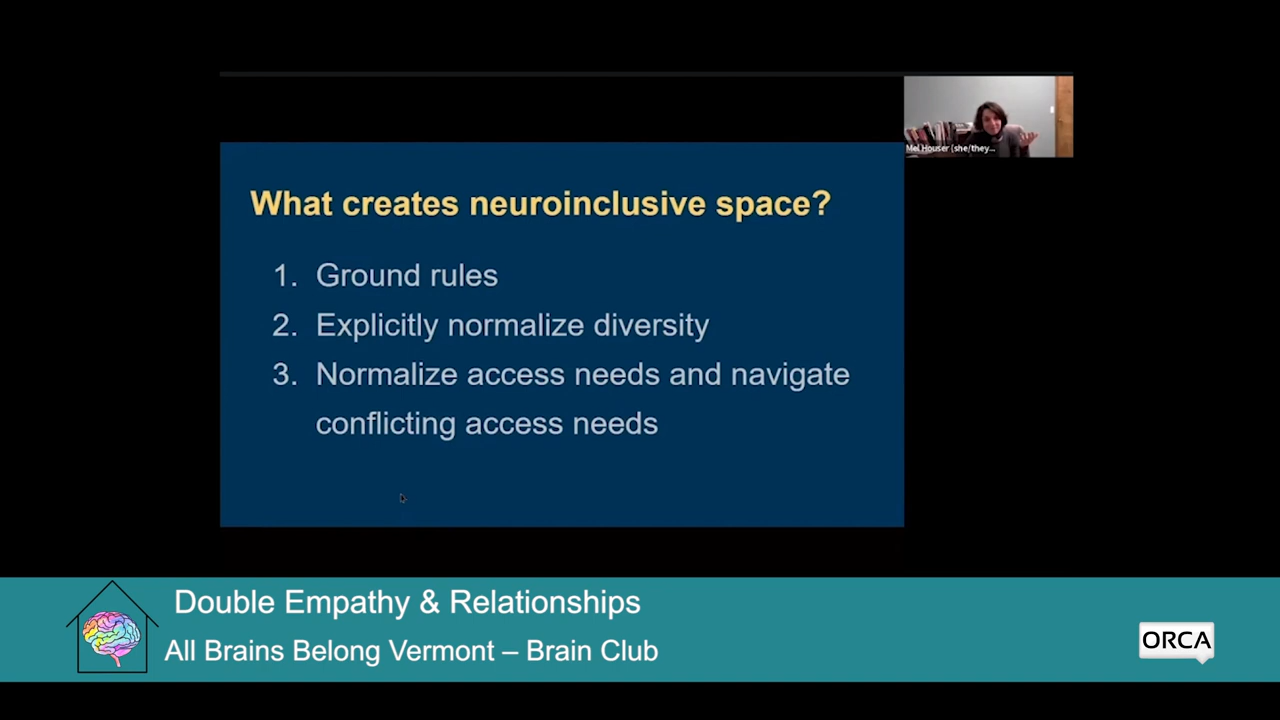 What creates neuroinclusive space?
1. Ground rules
2. Explicitly normalize diversity
3. Normalize access needs and navigate
conflicting access needs
Mel Houser (she/they...
Double Empathy & Relationships
All Brains Belong Vermont – Brain Club
ORCA